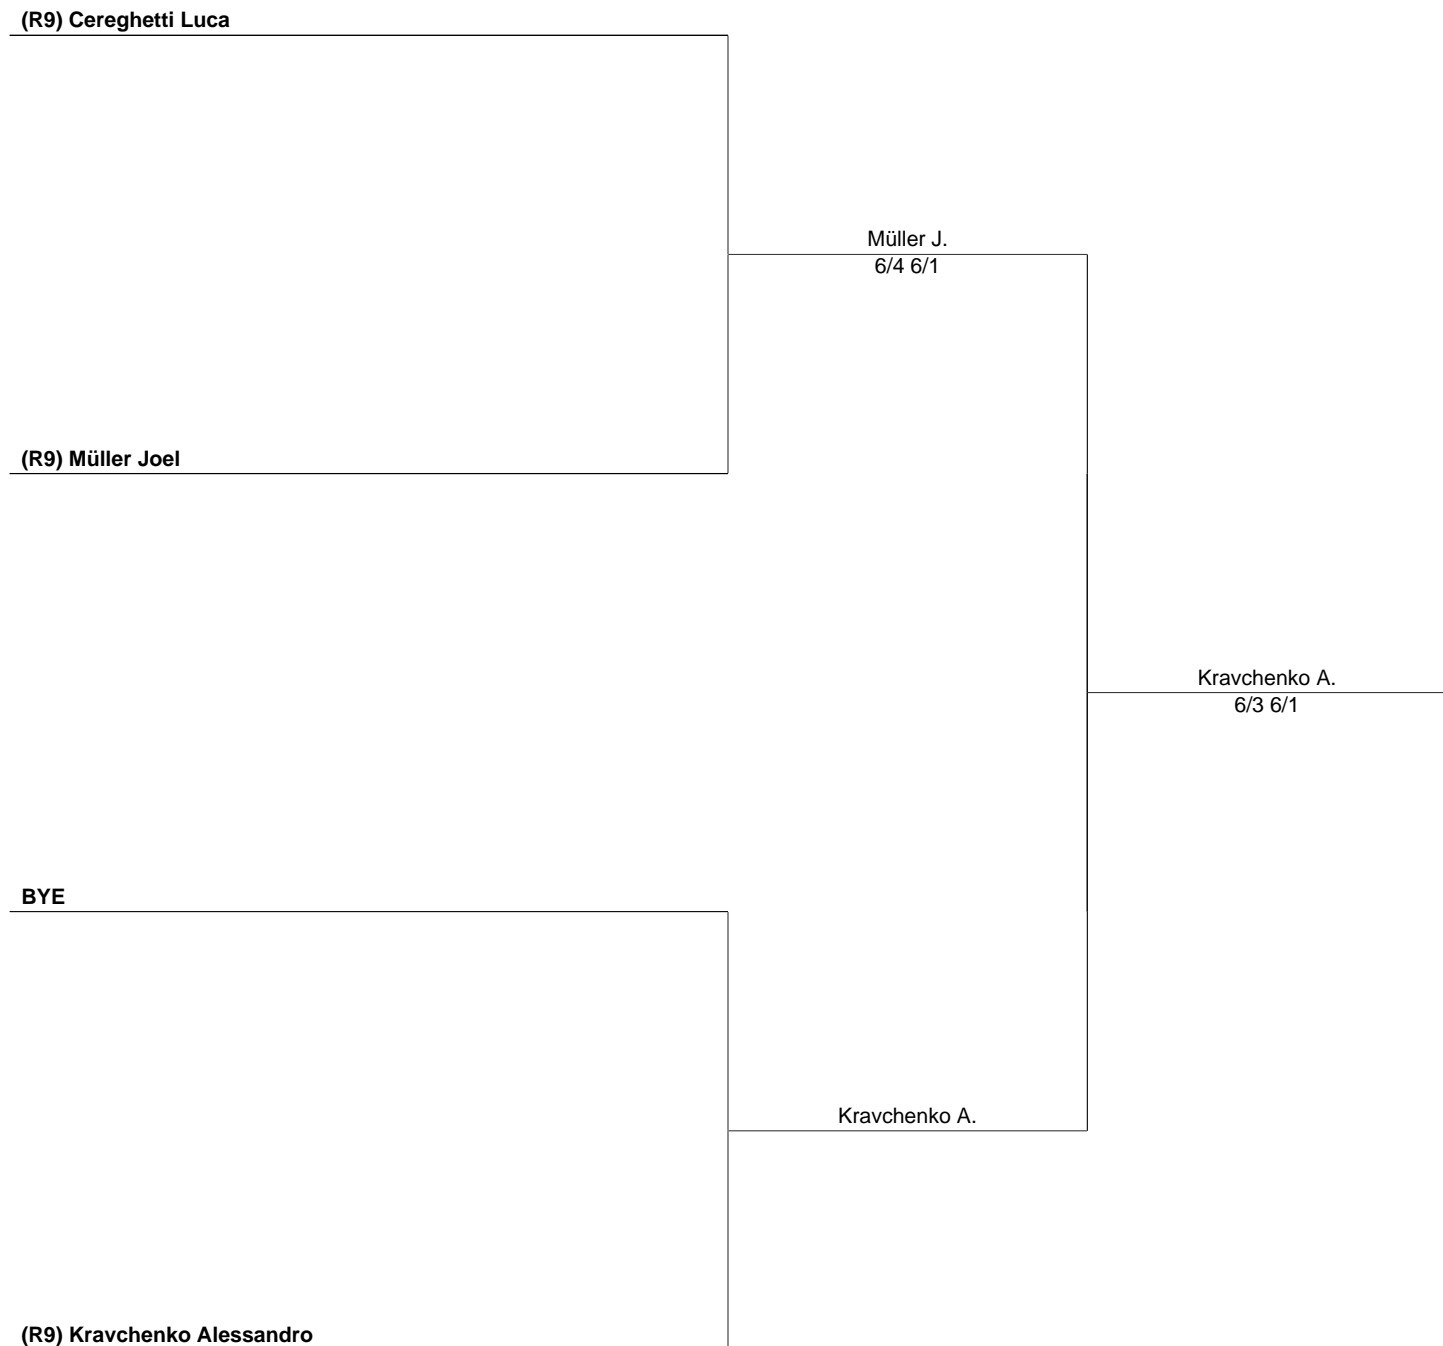 (R9) Cereghetti Luca
Müller J.
6/4 6/1
(R9) Müller Joel
Kravchenko A.
6/3 6/1
BYE
Kravchenko A.
(R9) Kravchenko Alessandro